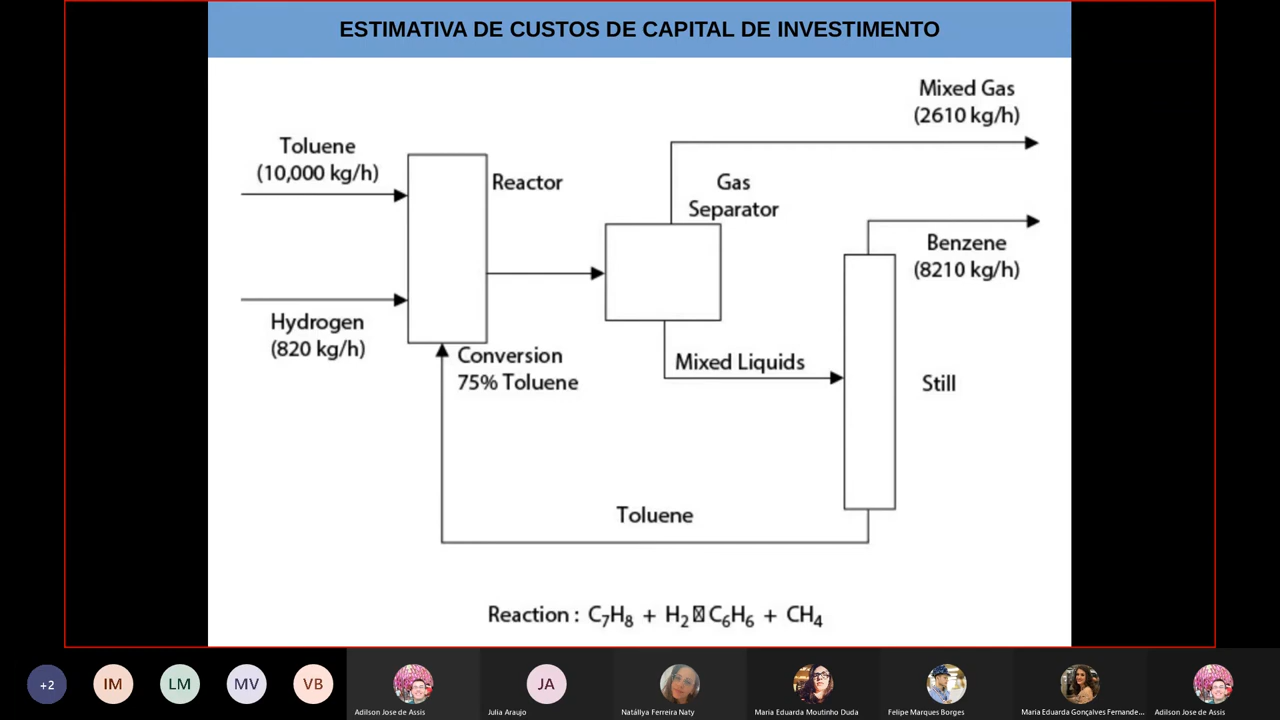 ESTIMATIVA DE CUSTOS DE CAPITAL DE INVESTIMENTO
Mixed Gas
(2610 kg/h)
Toluene
(10,000 kg/h)
Reactor
Gas
Separator
Benzene
(8210 kg/h)
Hydrogen
(820 kg/h)
Conversion
75% Toluene
Mixed Liquids
Still
Toluene
Reaction : C₇H₈ + H₂ C₆H₆ + CH₄
+2
IM
LM
MV
VB
JA
Adilson Jose de Assis
Julia Araujo
Natállya Ferreira Naty
Maria Eduarda Moutinho Duda
Felipe Marques Borges
Maria Eduarda Gonçalves Fernande...
Adilson Jose de Assis